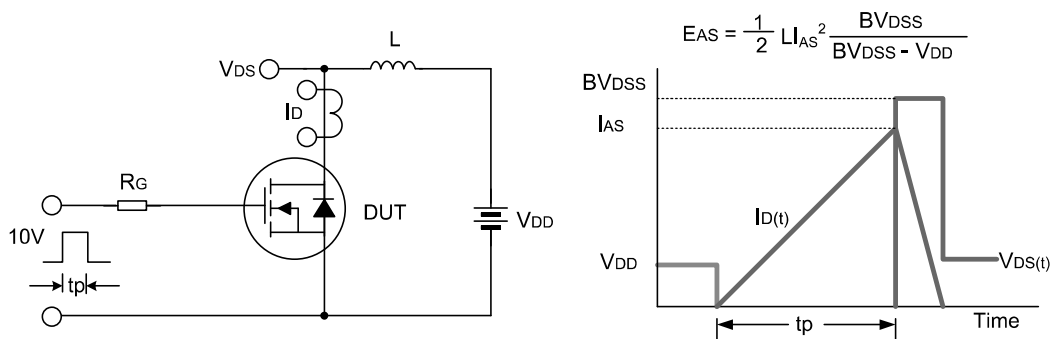 L
VDS
ID
RG
DUT
VDD
10V
tp
EAS = 1/2 LIAS² BVDSS / BVDSS - VDD
BVDSS
IAS
ID(t)
VDD
VDS(t)
tp
Time